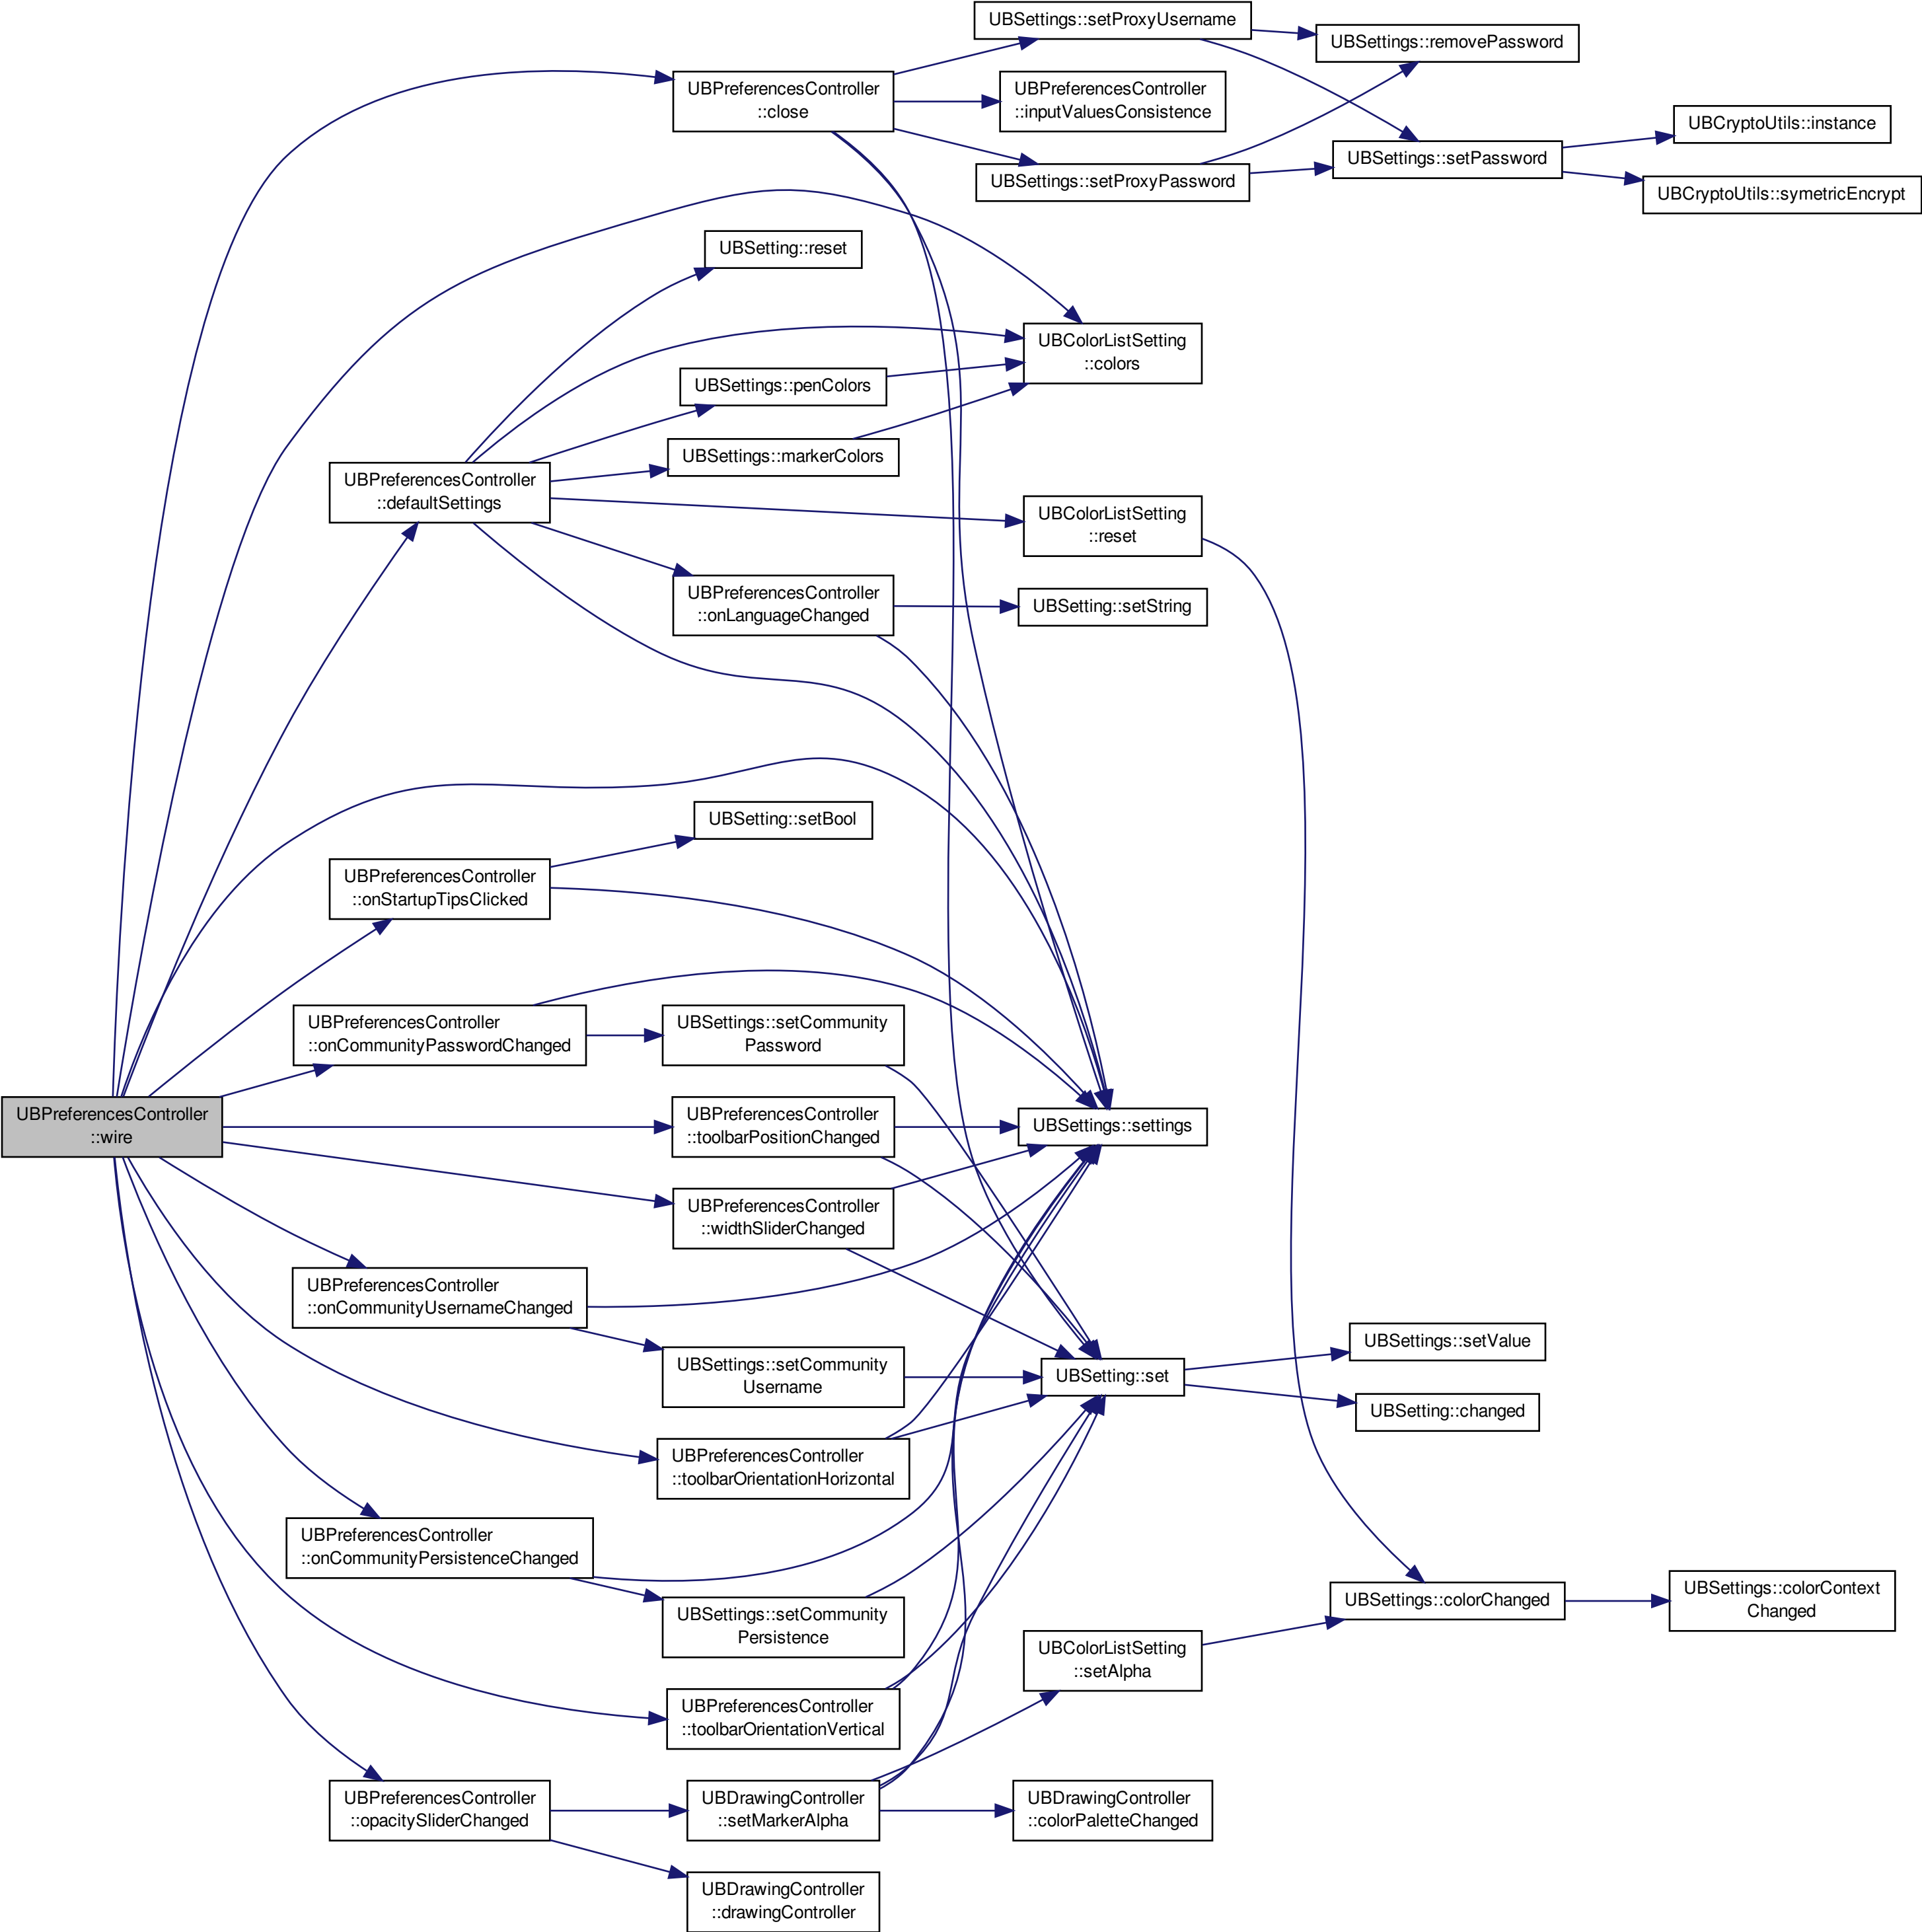 UBSettings::setProxyUsername
UBSettings::removePassword
UBPreferencesController
::close
UBPreferencesController
::inputValuesConsistence
UBCryptoUtils::instance
UBSettings::setPassword
UBSettings::setProxyPassword
UBCryptoUtils::symetricEncrypt
UBSetting::reset
UBColorListSetting
::colors
UBSettings::penColors
UBSettings::markerColors
UBPreferencesController
::defaultSettings
UBColorListSetting
::reset
UBPreferencesController
::onLanguageChanged
UBSetting::setString
UBSetting::setBool
UBPreferencesController
::onStartupTipsClicked
UBPreferencesController
::onCommunityPasswordChanged
UBSettings::setCommunity
Password
UBPreferencesController
::wire
UBPreferencesController
::toolbarPositionChanged
UBSettings::settings
UBPreferencesController
::widthSliderChanged
UBPreferencesController
::onCommunityUsernameChanged
UBSettings::setValue
UBSettings::setCommunity
Username
UBSetting::set
UBSetting::changed
UBPreferencesController
::toolbarOrientationHorizontal
UBPreferencesController
::onCommunityPersistenceChanged
UBSettings::setCommunity
Persistence
UBSettings::colorChanged
UBSettings::colorContext
Changed
UBColorListSetting
::setAlpha
UBPreferencesController
::toolbarOrientationVertical
UBPreferencesController
::opacitySliderChanged
UBDrawingController
::setMarkerAlpha
UBDrawingController
::colorPaletteChanged
UBDrawingController
::drawingController